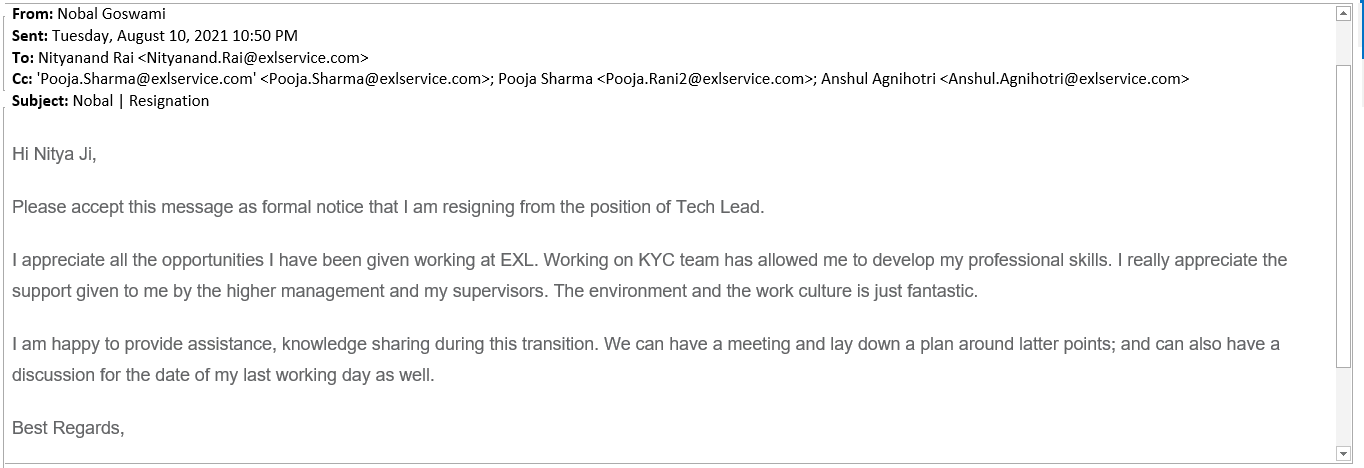 From: Nobal Goswami
Sent: Tuesday, August 10, 2021 10:50 PM
To: Nityanand Rai <Nityanand.Rai@exlservice.com>
Cc: 'Pooja.Sharma@exlservice.com' <Pooja.Sharma@exlservice.com>; Pooja Sharma <Pooja.Rani2@exlservice.com>; Anshul Agnihotri <Anshul.Agnihotri@exlservice.com>
Subject: Nobal | Resignation
Hi Nitya Ji,
Please accept this message as formal notice that I am resigning from the position of Tech Lead.
I appreciate all the opportunities I have been given working at EXL. Working on KYC team has allowed me to develop my professional skills. I really appreciate the
support given to me by the higher management and my supervisors. The environment and the work culture is just fantastic.
I am happy to provide assistance, knowledge sharing during this transition. We can have a meeting and lay down a plan around latter points; and can also have a
discussion for the date of my last working day as well.
Best Regards,